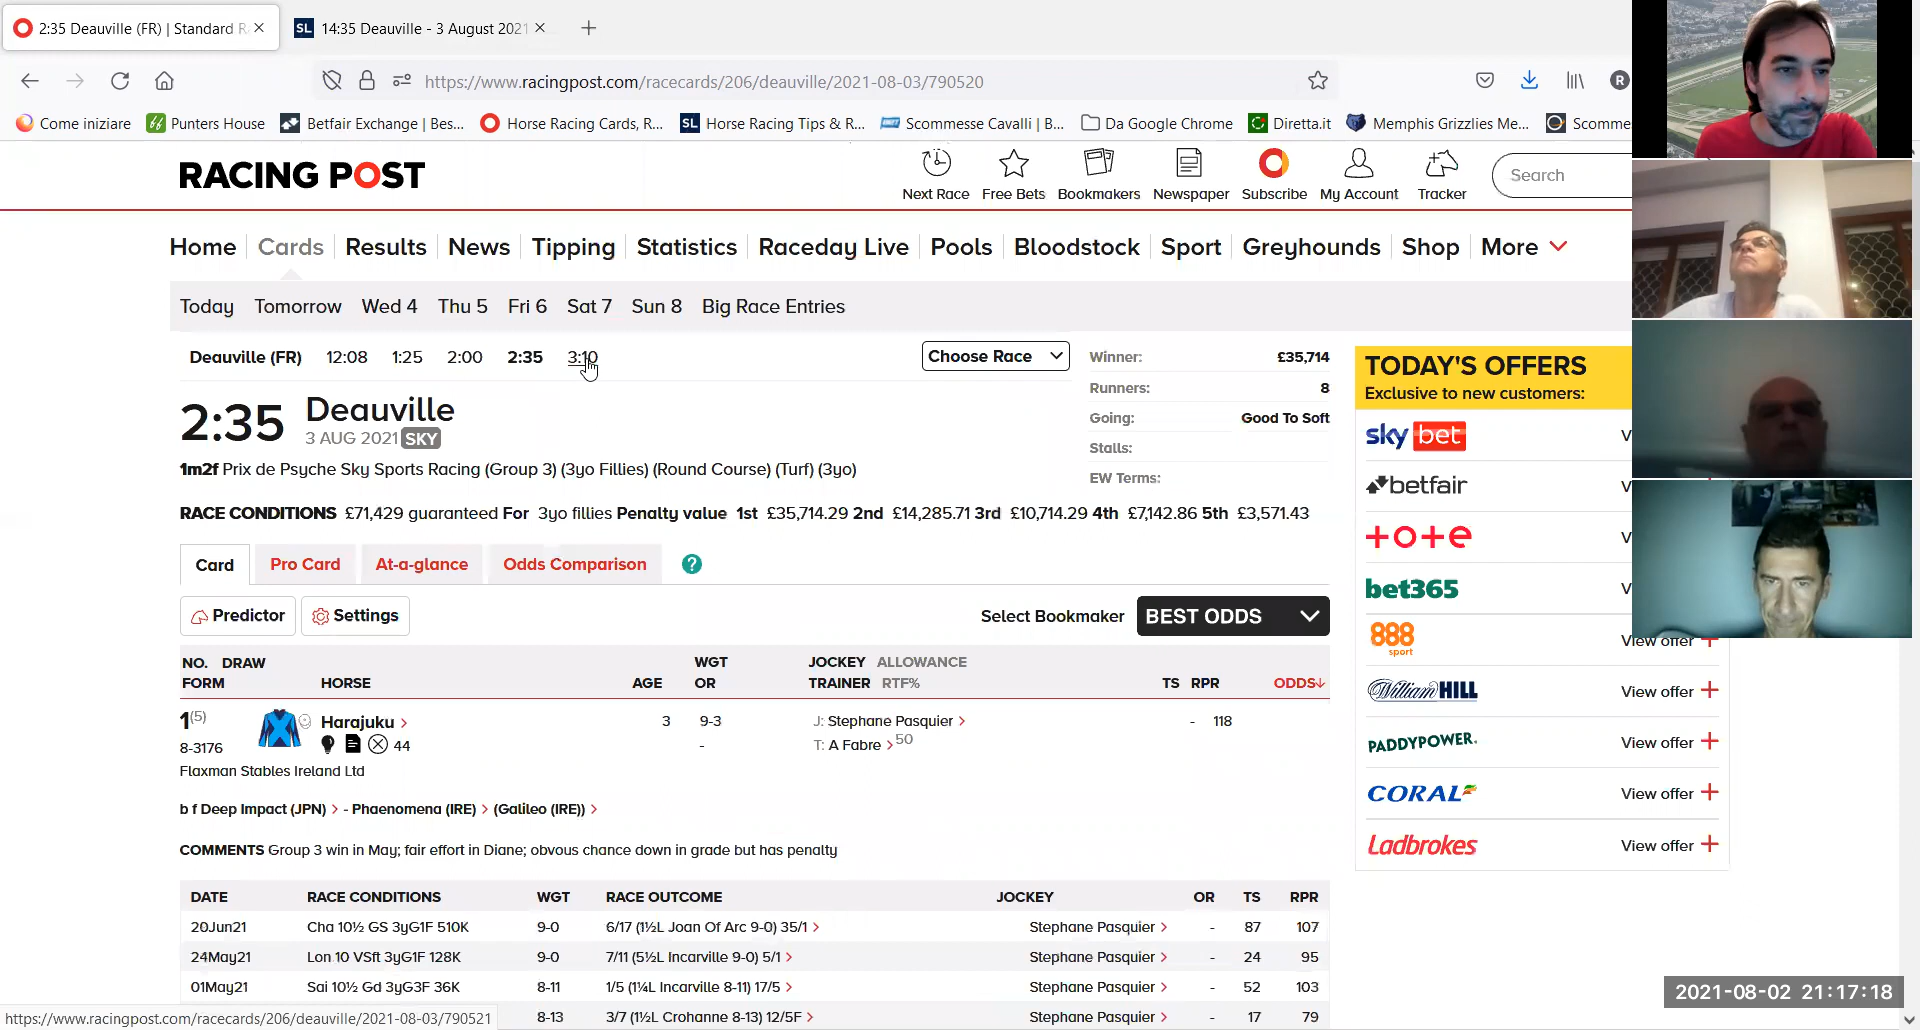 2:35 Deauville (FR) | Standard R
SL 14:35 Deauville - 3 August 2021
https://www.racingpost.com/racecards/206/deauville/2021-08-03/790520
R
Come iniziare Punters House Betfair Exchange | Bes... Horse Racing Cards, R... SL Horse Racing Tips & R... Scommesse Cavalli | B... Da Google Chrome Diretta.it Memphis Grizzlies Me... Scomme
RACING POST
Next Race Free Bets Bookmakers Newspaper Subscribe My Account Tracker Search
Home Cards Results News Tipping Statistics Raceday Live Pools Bloodstock Sport Greyhounds Shop More
Today Tomorrow Wed 4 Thu 5 Fri 6 Sat 7 Sun 8 Big Race Entries
Deauville (FR) 12:08 1:25 2:00 2:35 3:10 Choose Race
2:35 Deauville
3 AUG 2021 SKY
1m2f Prix de Psyche Sky Sports Racing (Group 3) (3yo Fillies) (Round Course) (Turf) (3yo)
Winner: £35,714
Runners: 8
Going: Good To Soft
Stalls:
EW Terms:
RACE CONDITIONS £71,429 guaranteed For 3yo fillies Penalty value 1st £35,714.29 2nd £14,285.71 3rd £10,714.29 4th £7,142.86 5th £3,571.43
Card Pro Card At-a-glance Odds Comparison ?
Predictor Settings Select Bookmaker BEST ODDS
NO. DRAW WGT JOCKEY ALLOWANCE
FORM HORSE AGE OR TRAINER RTF% TS RPR ODDS
1(5) Harajuku 3 9-3 J: Stephane Pasquier - 118
8-3176 44 - T: A Fabre 50
Flaxman Stables Ireland Ltd
b f Deep Impact (JPN) - Phaenomena (IRE) (Galileo (IRE))
COMMENTS Group 3 win in May; fair effort in Diane; obvous chance down in grade but has penalty
DATE RACE CONDITIONS WGT RACE OUTCOME JOCKEY OR TS RPR
20Jun21 Cha 10½ GS 3yG1F 510K 9-0 6/17 (1½L Joan Of Arc 9-0) 35/1 Stephane Pasquier - 87 107
24May21 Lon 10 VSft 3yG1F 128K 9-0 7/11 (5½L Incarville 9-0) 5/1 Stephane Pasquier - 24 95
01May21 Sai 10½ Gd 3yG3F 36K 8-11 1/5 (1¼L Incarville 8-11) 17/5 Stephane Pasquier - 52 103
8-13 3/7 (1½L Crohanne 8-13) 12/5F Stephane Pasquier - 17 79
https://www.racingpost.com/racecards/206/deauville/2021-08-03/790521
TODAY'S OFFERS
Exclusive to new customers:
sky bet V
betfair V
tote V
bet365 V
888 sport View offer
William HILL View offer
PADDYPOWER. View offer
CORAL View offer
Ladbrokes View offer
2021-08-02 21:17:18